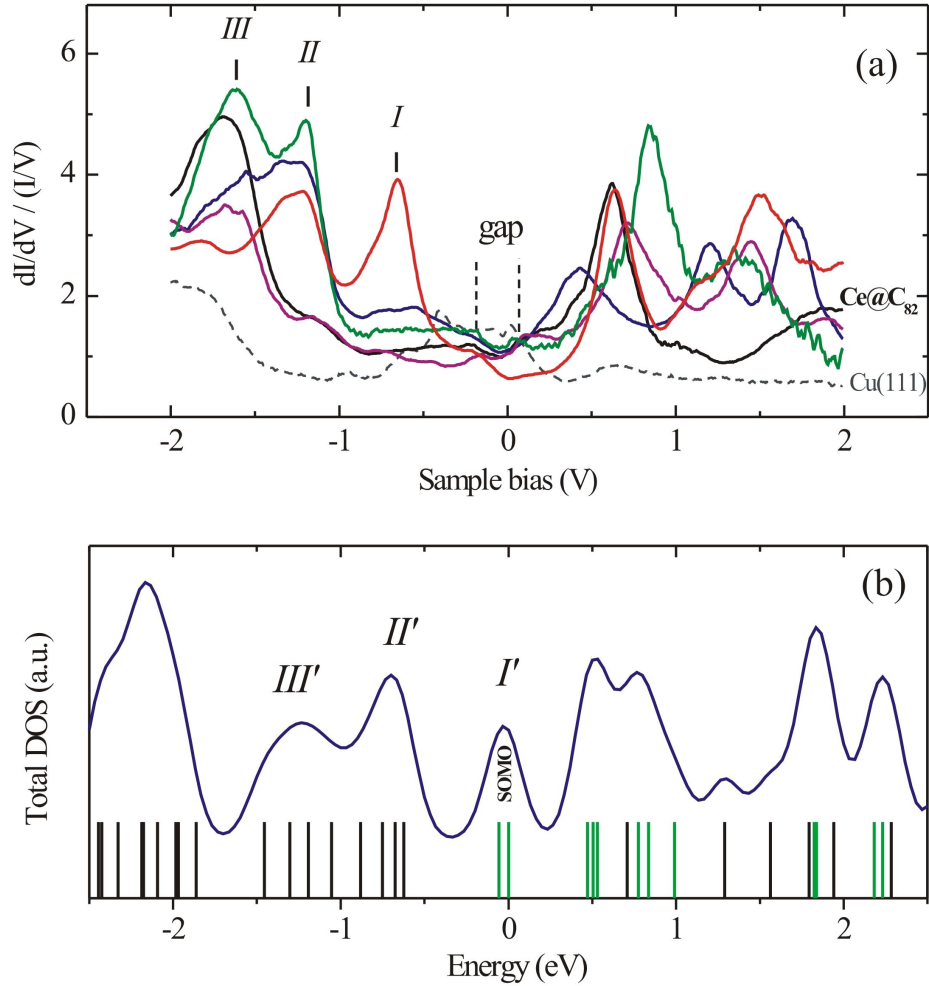 (a)
III
II
I
gap
6
4
2
0
dI/dV / (I/V)
Ce@C82
Cu(111)
-2 -1 0 1 2
Sample bias (V)
(b)
III' II' I'
SOMO
Total DOS (a.u.)
-2 -1 0 1 2
Energy (eV)